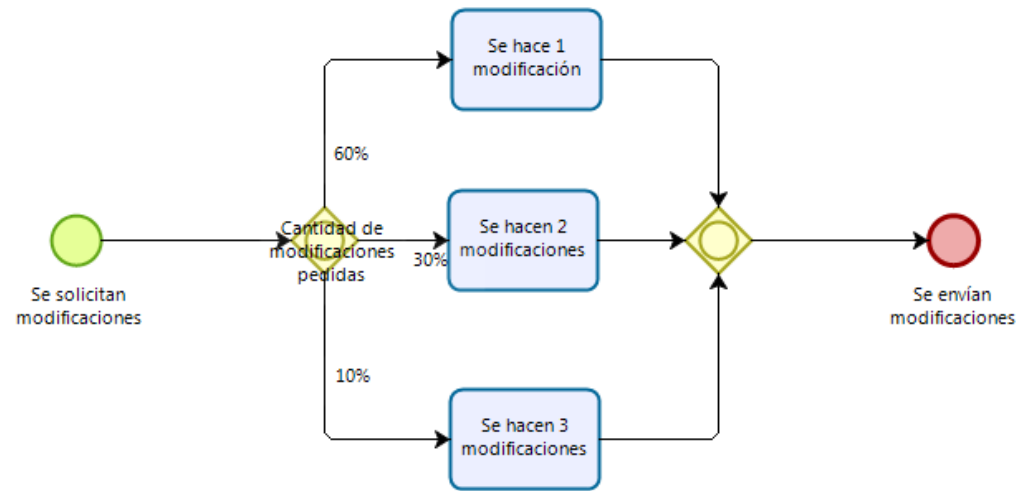 Se hace 1
modificación
60%
Cantidad de
modificaciones
pedidas
Se hacen 2
modificaciones
30%
Se solicitan
modificaciones
Se envían
modificaciones
10%
Se hacen 3
modificaciones